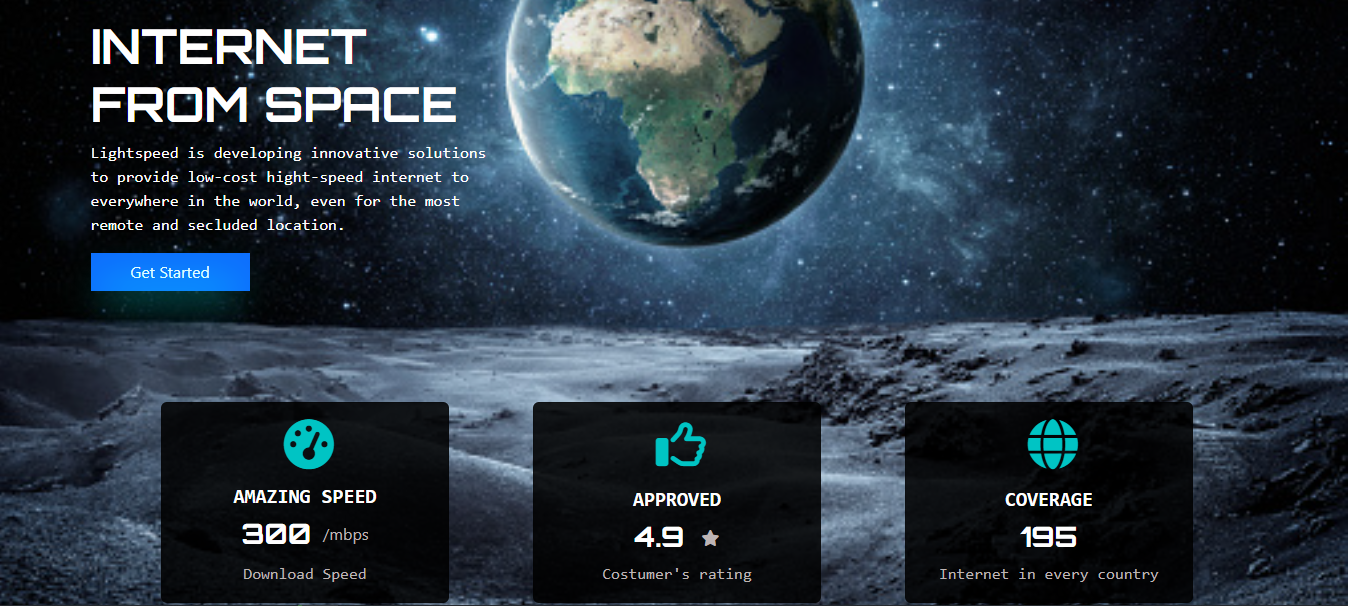 INTERNET
FROM SPACE
Lightspeed is developing innovative solutions
to provide low-cost hight-speed internet to
everywhere in the world, even for the most
remote and secluded location.
Get Started
AMAZING SPEED
300 /mbps
Download Speed
APPROVED
4.9
Costumer's rating
COVERAGE
195
Internet in every country